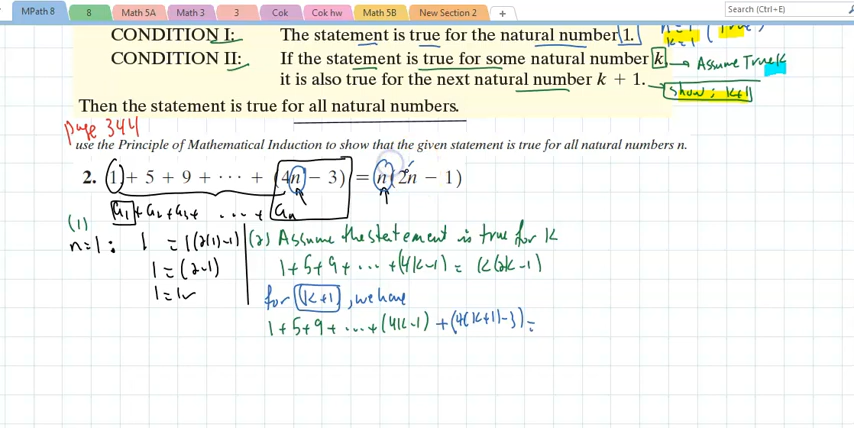 MPath 8 8 Math 5A Math 3 3 Cok Cok hw Math 5B New Section 2 +
Search (Ctrl+E)
CONDITION I: The statement is true for the natural number 1.
k=1
CONDITION II: If the statement is true for some natural number k → Assume True K
it is also true for the next natural number k + 1. → show: k+1
Then the statement is true for all natural numbers.
page 344
use the Principle of Mathematical Induction to show that the given statement is true for all natural numbers n.
2. 1 + 5 + 9 + ··· + (4n − 3) = n(2n − 1)
a1 + a2 + a3 + .... + an
(1)
n=1: 1 = 1(2(1)-1)
1 = (2-1)
1 = 1✓
(2) Assume the statement is true for K
1+5+9+ ... +(4K-1) = K(2K-1)
for (k+1), we have
1+5+9+ ... +(4K-1) +(4(k+1)-3) =